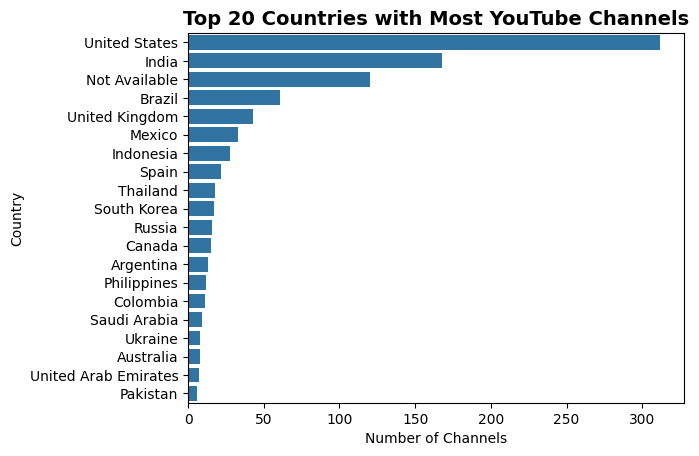 Top 20 Countries with Most YouTube Channels
United States
India
Not Available
Brazil
United Kingdom
Mexico
Indonesia
Spain
Thailand
South Korea
Russia
Canada
Argentina
Philippines
Colombia
Saudi Arabia
Ukraine
Australia
United Arab Emirates
Pakistan
Country
0 50 100 150 200 250 300
Number of Channels